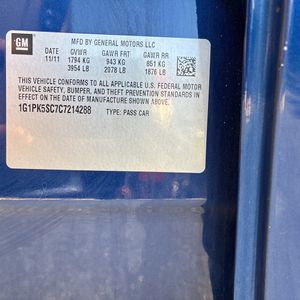 GM
MFD BY GENERAL MOTORS LLC
DATE GVWR GAWR FRT GAWR RR
11/11 1794 KG 943 KG 851 KG
3954 LB 2078 LB 1876 LB
THIS VEHICLE CONFORMS TO ALL APPLICABLE U.S. FEDERAL MOTOR
VEHICLE SAFETY, BUMPER, AND THEFT PREVENTION STANDARDS IN
EFFECT ON THE DATE OF MANUFACTURE SHOWN ABOVE.
1G1PK5SC7C7214288 TYPE: PASS CAR